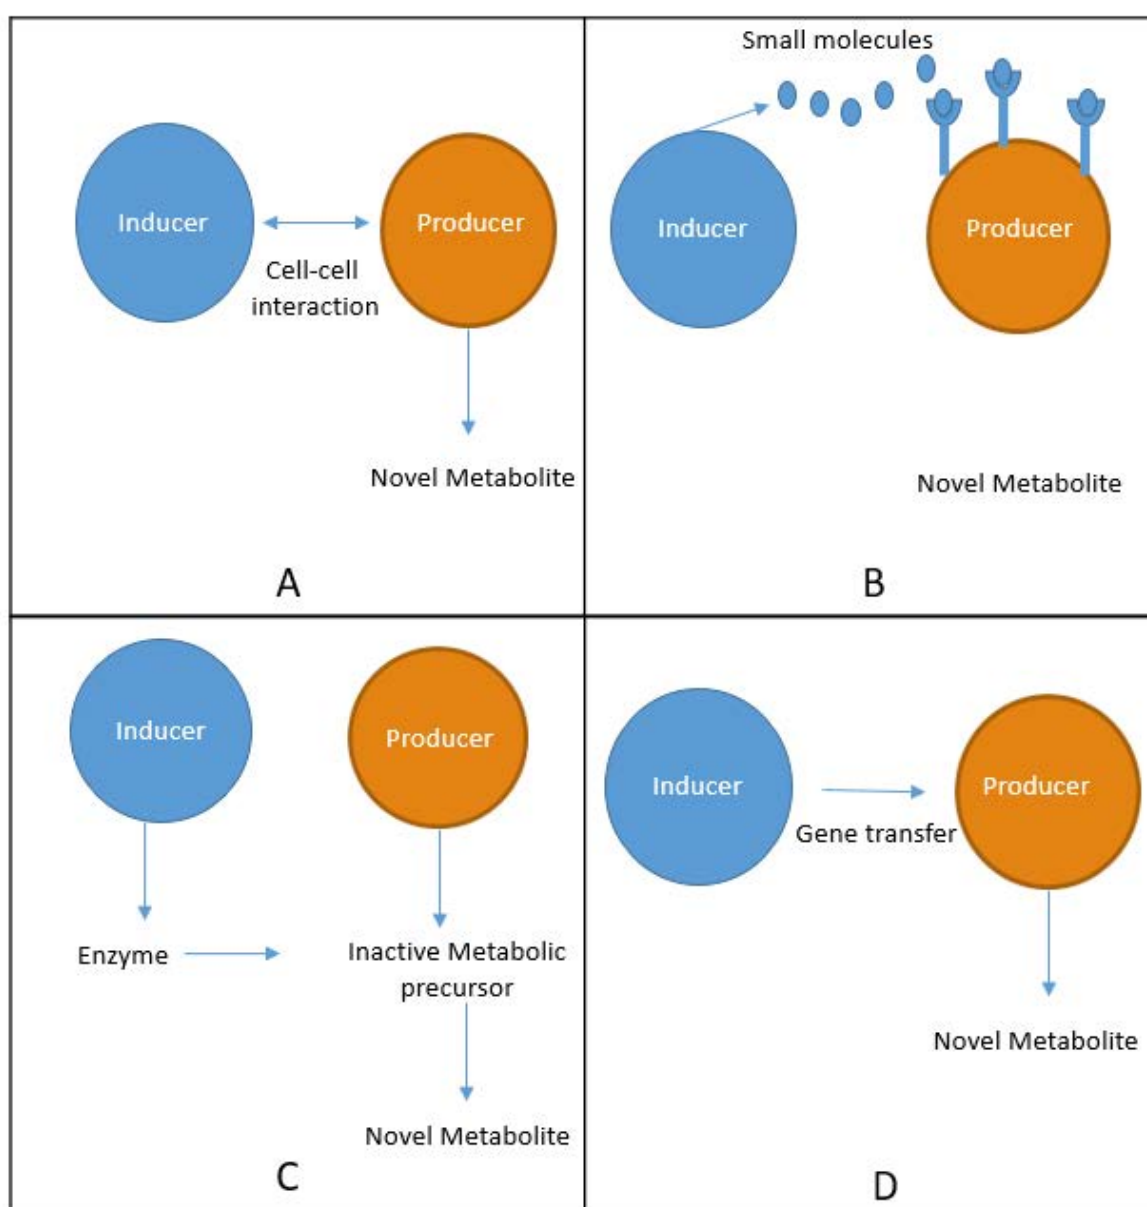 Inducer
Producer
Cell-cell
interaction
Novel Metabolite
A
Small molecules
Inducer
Producer
Novel Metabolite
B
Inducer
Producer
Enzyme
Inactive Metabolic
precursor
Novel Metabolite
C
Inducer
Producer
Gene transfer
Novel Metabolite
D